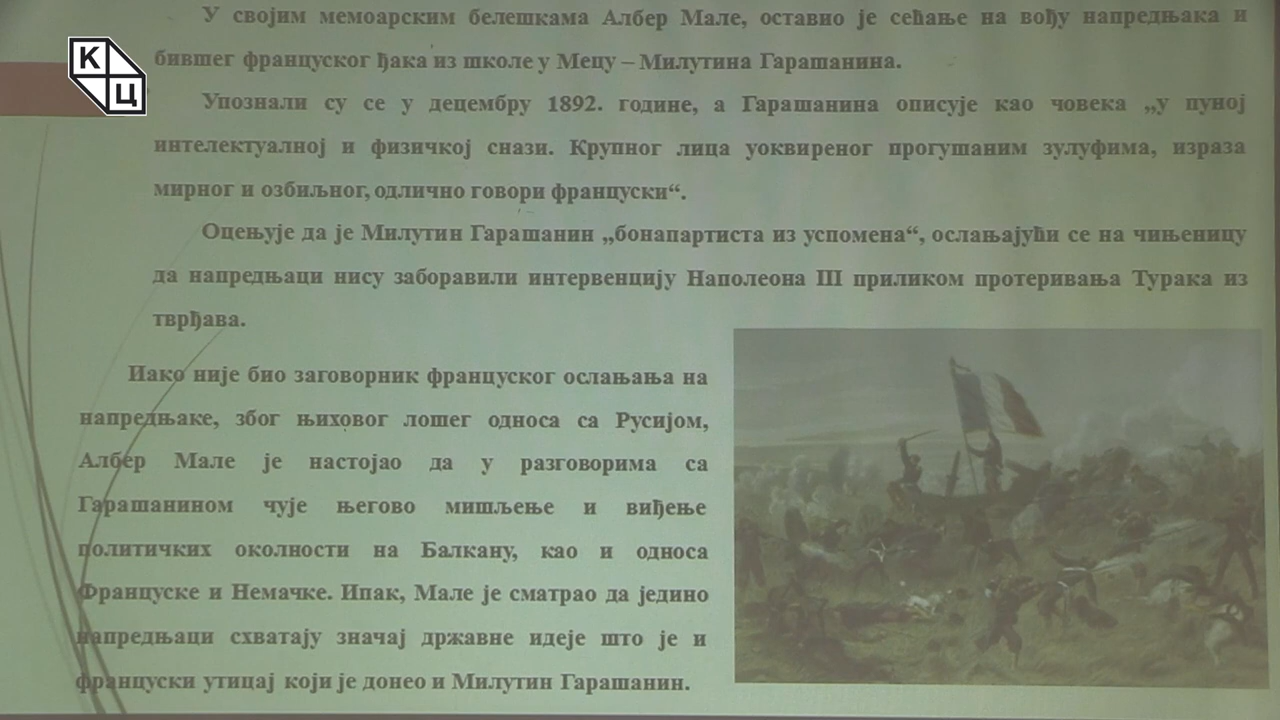 У својим мемоарским белешкама Албер Мале, оставио је сећање на вођу напредњака и
бившег француског ђака из школе у Мецу – Милутина Гарашанина.
Упознали су се у децембру 1892. године, а Гарашанина описује као човека „у пуној
интелектуалној и физичкој снази. Крупног лица уоквиреног прогушаним зулуфима, израза
мирног и озбиљног, одлично говори француски“.
Оцењује да је Милутин Гарашанин „бонапартиста из успомена“, ослањајући се на чињеницу
да напредњаци нису заборавили интервенцију Наполеона III приликом протеривања Турака из
тврђава.
Иако није био заговорник француског ослањања на
напредњаке, због њиховог лошег односа са Русијом,
Албер Мале је настојао да у разговорима са
Гарашанином чује његово мишљење и виђење
политичких околности на Балкану, као и односа
Француске и Немачке. Ипак, Мале је сматрао да једино
напредњаци схватају значај државне идеје што је и
француски утицај који је донео и Милутин Гарашанин.
К
Ц